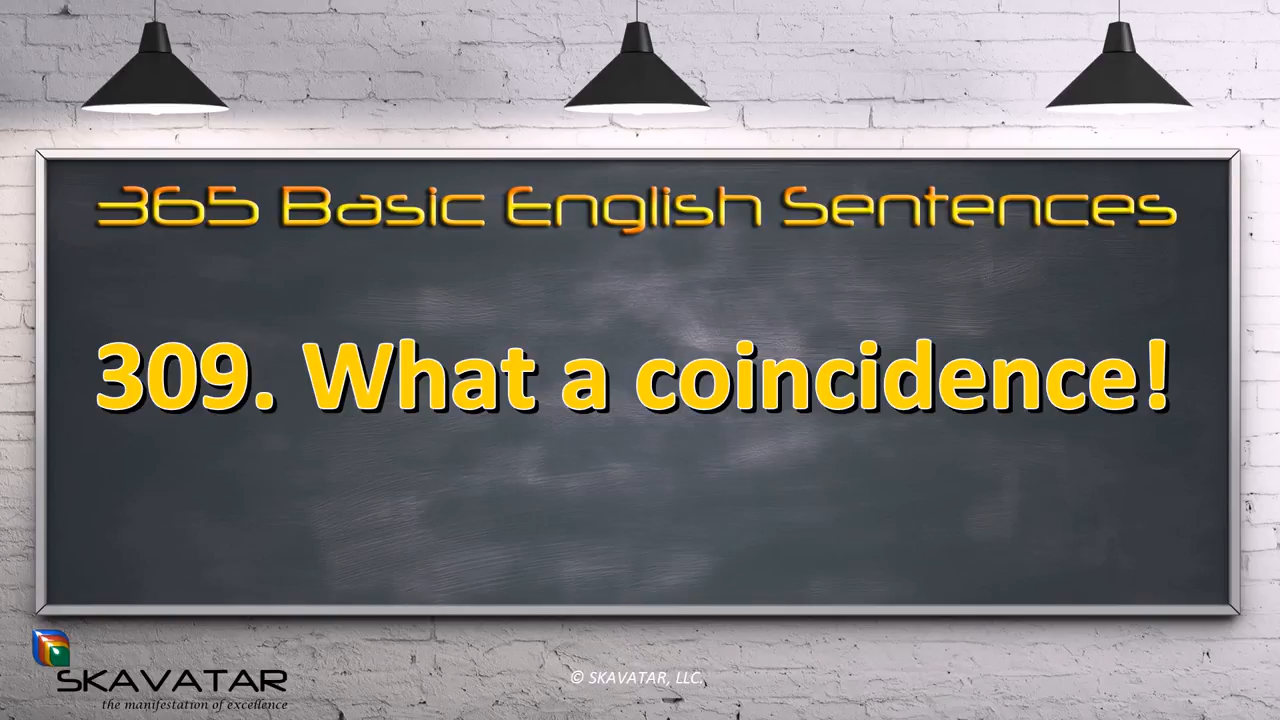 365 Basic English Sentences
309. What a coincidence!
SKAVATAR
the manifestation of excellence
© SKAVATAR, LLC.